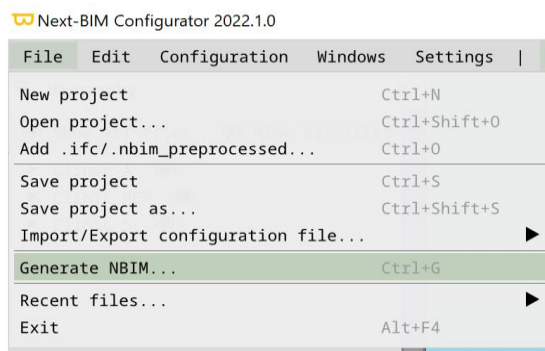 Next-BIM Configurator 2022.1.0
File Edit Configuration Windows Settings |
New project Ctrl+N
Open project... Ctrl+Shift+O
Add .ifc/.nbim_preprocessed... Ctrl+O
Save project Ctrl+S
Save project as... Ctrl+Shift+S
Import/Export configuration file...
Generate NBIM... Ctrl+G
Recent files...
Exit Alt+F4